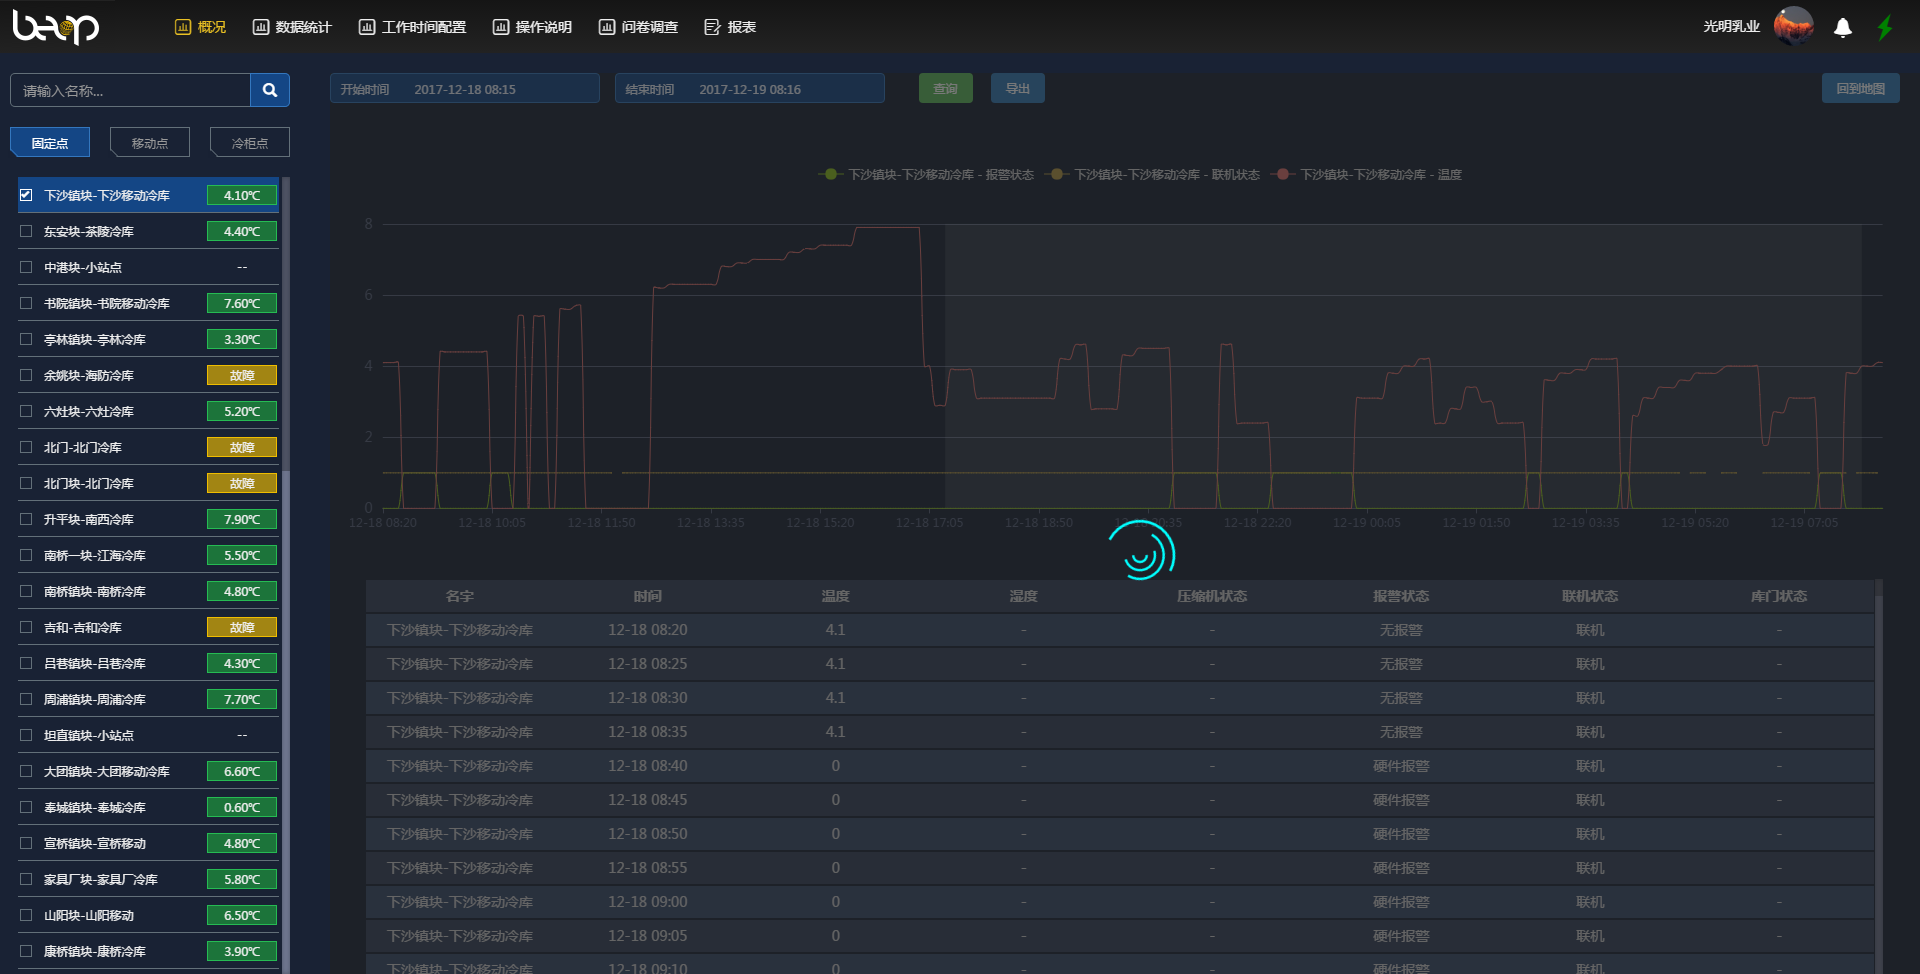 beop
概况 数据统计 工作时间配置 操作说明 问卷调查 报表
光明乳业
请输入名称...
固定点 移动点 冷柜点
下沙镇块-下沙移动冷库 4.10℃
东安块-茶陵冷库 4.40℃
中港块-小站点 --
书院镇块-书院移动冷库 7.60℃
亭林镇块-亭林冷库 3.30℃
余姚块-海防冷库 故障
六灶块-六灶冷库 5.20℃
北门-北门冷库 故障
北门块-北门冷库 故障
升平块-南西冷库 7.90℃
南桥一块-江海冷库 5.50℃
南桥镇块-南桥冷库 4.80℃
吉和-吉和冷库 故障
吕巷镇块-吕巷冷库 4.30℃
周浦镇块-周浦冷库 7.70℃
坦直镇块-小站点 --
大团镇块-大团移动冷库 6.60℃
奉城镇块-奉城冷库 0.60℃
宣桥镇块-宣桥移动 4.80℃
家具厂块-家具厂冷库 5.80℃
山阳块-山阳移动 6.50℃
康桥镇块-康桥冷库 3.90℃
开始时间 2017-12-18 08:15 结束时间 2017-12-19 08:16 查询 导出 回到地图
下沙镇块-下沙移动冷库 - 报警状态 下沙镇块-下沙移动冷库 - 联机状态 下沙镇块-下沙移动冷库 - 温度
8
6
4
2
0
12-18 08:20 12-18 10:05 12-18 11:50 12-18 13:35 12-18 15:20 12-18 17:05 12-18 18:50 :35 12-18 22:20 12-19 00:05 12-19 01:50 12-19 03:35 12-19 05:20 12-19 07:05
名字 时间 温度 湿度 压缩机状态 报警状态 联机状态 库门状态
下沙镇块-下沙移动冷库 12-18 08:20 4.1 - - 无报警 联机 -
下沙镇块-下沙移动冷库 12-18 08:25 4.1 - - 无报警 联机 -
下沙镇块-下沙移动冷库 12-18 08:30 4.1 - - 无报警 联机 -
下沙镇块-下沙移动冷库 12-18 08:35 4.1 - - 无报警 联机 -
下沙镇块-下沙移动冷库 12-18 08:40 0 - - 硬件报警 联机 -
下沙镇块-下沙移动冷库 12-18 08:45 0 - - 硬件报警 联机 -
下沙镇块-下沙移动冷库 12-18 08:50 0 - - 硬件报警 联机 -
下沙镇块-下沙移动冷库 12-18 08:55 0 - - 硬件报警 联机 -
下沙镇块-下沙移动冷库 12-18 09:00 0 - - 硬件报警 联机 -
下沙镇块-下沙移动冷库 12-18 09:05 0 - - 硬件报警 联机 -
下沙镇块-下沙移动冷库 12-18 09:10 0 - - 硬件报警 联机 -